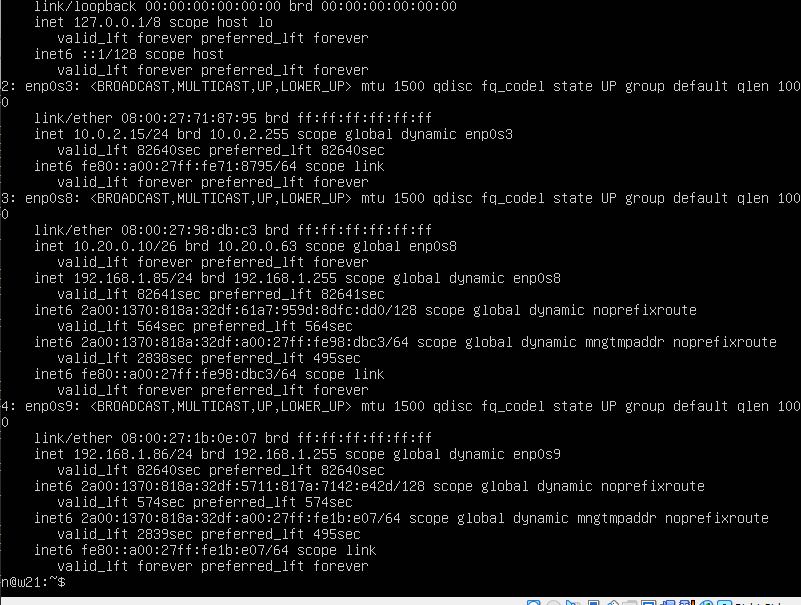 link/loopback 00:00:00:00:00:00 brd 00:00:00:00:00:00
inet 127.0.0.1/8 scope host lo
valid_lft forever preferred_lft forever
inet6 ::1/128 scope host
valid_lft forever preferred_lft forever
2: enp0s3: <BROADCAST,MULTICAST,UP,LOWER_UP> mtu 1500 qdisc fq_codel state UP group default qlen 100
0
link/ether 08:00:27:71:87:95 brd ff:ff:ff:ff:ff:ff
inet 10.0.2.15/24 brd 10.0.2.255 scope global dynamic enp0s3
valid_lft 82640sec preferred_lft 82640sec
inet6 fe80::a00:27ff:fe71:8795/64 scope link
valid_lft forever preferred_lft forever
3: enp0s8: <BROADCAST,MULTICAST,UP,LOWER_UP> mtu 1500 qdisc fq_codel state UP group default qlen 100
0
link/ether 08:00:27:98:db:c3 brd ff:ff:ff:ff:ff:ff
inet 10.20.0.10/26 brd 10.20.0.63 scope global enp0s8
valid_lft forever preferred_lft forever
inet 192.168.1.85/24 brd 192.168.1.255 scope global dynamic enp0s8
valid_lft 82641sec preferred_lft 82641sec
inet6 2a00:1370:818a:32df:61a7:959d:8dfc:dd0/128 scope global dynamic noprefixroute
valid_lft 564sec preferred_lft 564sec
inet6 2a00:1370:818a:32df:a00:27ff:fe98:dbc3/64 scope global dynamic mngtmpaddr noprefixroute
valid_lft 2838sec preferred_lft 495sec
inet6 fe80::a00:27ff:fe98:dbc3/64 scope link
valid_lft forever preferred_lft forever
4: enp0s9: <BROADCAST,MULTICAST,UP,LOWER_UP> mtu 1500 qdisc fq_codel state UP group default qlen 100
0
link/ether 08:00:27:1b:0e:07 brd ff:ff:ff:ff:ff:ff
inet 192.168.1.86/24 brd 192.168.1.255 scope global dynamic enp0s9
valid_lft 82640sec preferred_lft 82640sec
inet6 2a00:1370:818a:32df:5711:817a:7142:e42d/128 scope global dynamic noprefixroute
valid_lft 574sec preferred_lft 574sec
inet6 2a00:1370:818a:32df:a00:27ff:fe1b:e07/64 scope global dynamic mngtmpaddr noprefixroute
valid_lft 2839sec preferred_lft 495sec
inet6 fe80::a00:27ff:fe1b:e07/64 scope link
valid_lft forever preferred_lft forever
n@w21:~$